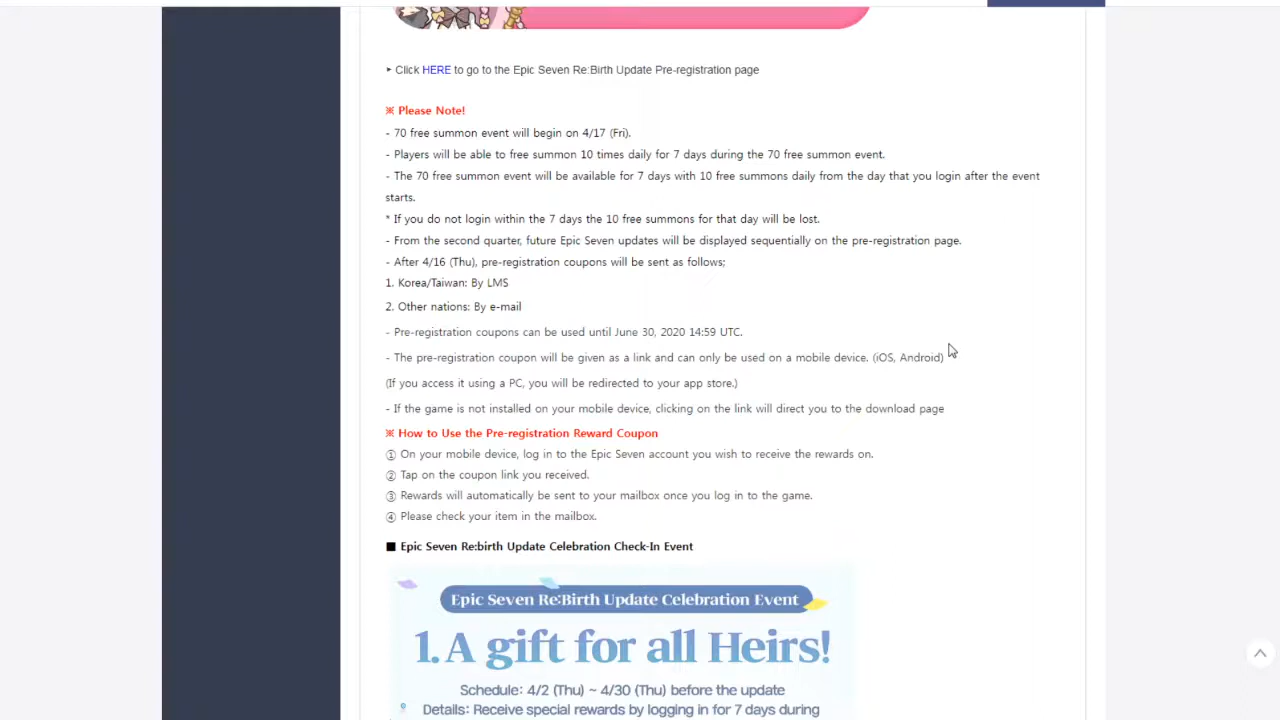 ‣ Click HERE to go to the Epic Seven Re:Birth Update Pre-registration page
※ Please Note!
- 70 free summon event will begin on 4/17 (Fri).
- Players will be able to free summon 10 times daily for 7 days during the 70 free summon event.
- The 70 free summon event will be available for 7 days with 10 free summons daily from the day that you login after the event
starts.
* If you do not login within the 7 days the 10 free summons for that day will be lost.
- From the second quarter, future Epic Seven updates will be displayed sequentially on the pre-registration page.
- After 4/16 (Thu), pre-registration coupons will be sent as follows;
1. Korea/Taiwan: By LMS
2. Other nations: By e-mail
- Pre-registration coupons can be used until June 30, 2020 14:59 UTC.
- The pre-registration coupon will be given as a link and can only be used on a mobile device. (iOS, Android)
(If you access it using a PC, you will be redirected to your app store.)
- If the game is not installed on your mobile device, clicking on the link will direct you to the download page
※ How to Use the Pre-registration Reward Coupon
① On your mobile device, log in to the Epic Seven account you wish to receive the rewards on.
② Tap on the coupon link you received.
③ Rewards will automatically be sent to your mailbox once you log in to the game.
④ Please check your item in the mailbox.
■ Epic Seven Re:birth Update Celebration Check-In Event
Epic Seven Re:Birth Update Celebration Event
1. A gift for all Heirs!
Schedule: 4/2 (Thu) ~ 4/30 (Thu) before the update
Details: Receive special rewards by logging in for 7 days during